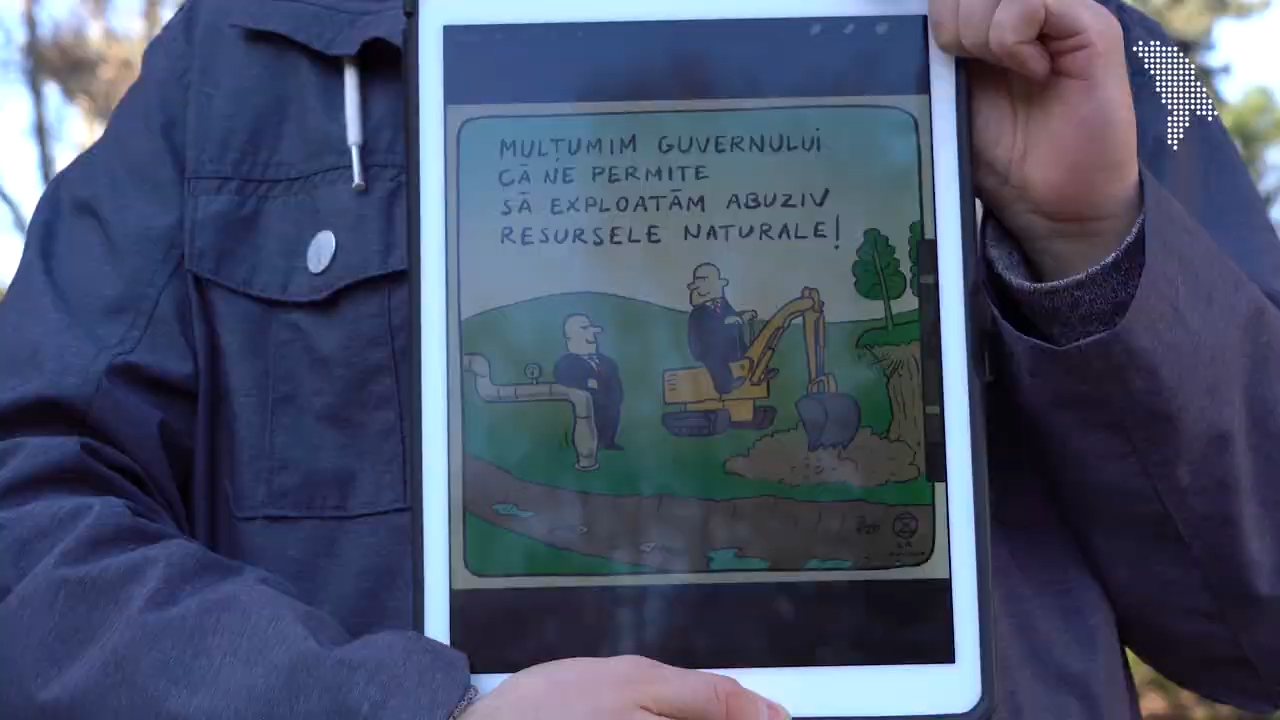 MULȚUMIM GUVERNULUI
CĂ NE PERMITE
SĂ EXPLOATĂM ABUZIV
RESURSELE NATURALE!